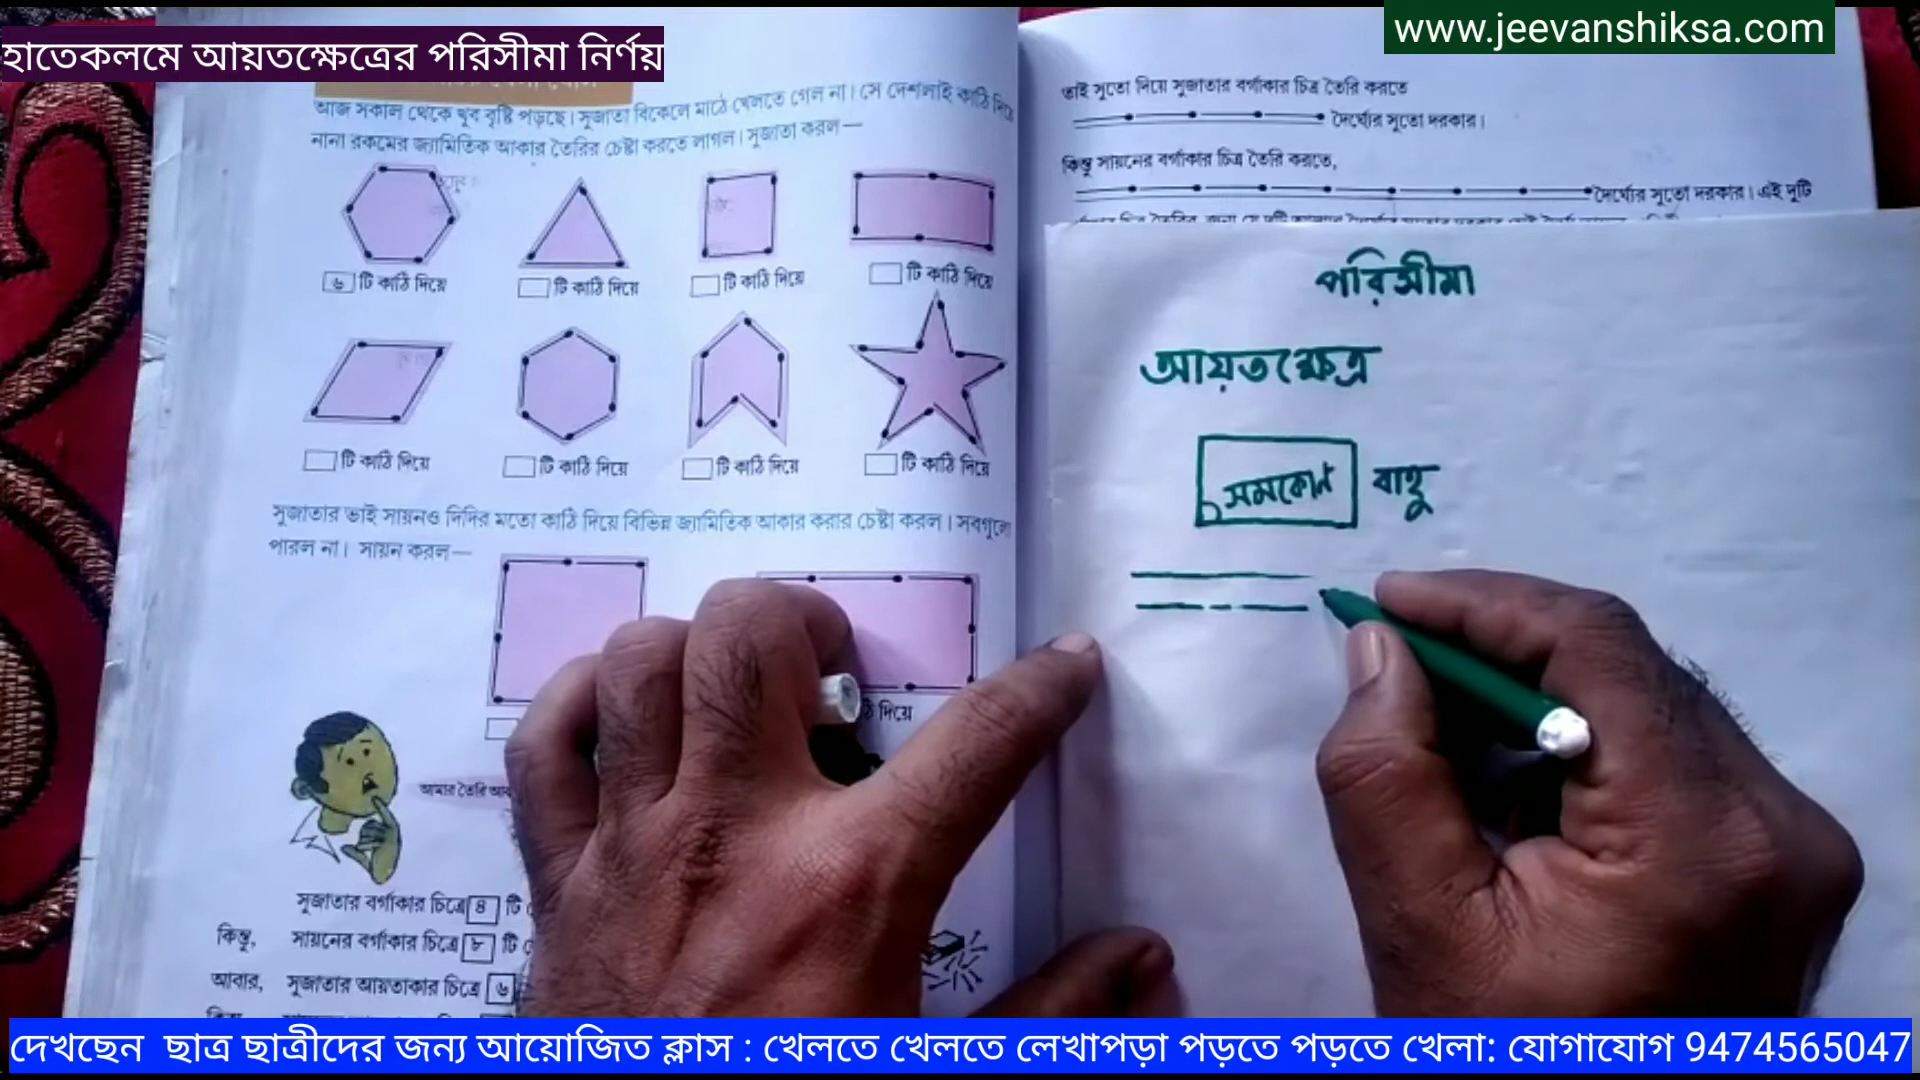 www.jeevanshiksa.com
হাতেকলমে আয়তক্ষেত্রের পরিসীমা নির্ণয়
আজ সকাল থেকে খুব বৃষ্টি পড়ছে। সুজাতা বিকেলে মাঠে খেলতে গেল না। সে দেশলাই কাঠি দিয়ে
নানা রকমের জ্যামিতিক আকার তৈরির চেষ্টা করতে লাগল। সুজাতা করল—
৬ টি কাঠি দিয়ে টি কাঠি দিয়ে টি কাঠি দিয়ে টি কাঠি দিয়ে
টি কাঠি দিয়ে টি কাঠি দিয়ে টি কাঠি দিয়ে টি কাঠি দিয়ে
সুজাতার ভাই সায়নও দিদির মতো কাঠি দিয়ে বিভিন্ন জ্যামিতিক আকার করার চেষ্টা করল। সবগুলো
পারল না। সায়ন করল—
ঠি দিয়ে
আমার তৈরি
সুজাতার বর্গাকার চিত্রে ৪ টি
কিন্তু, সায়নের বর্গাকার চিত্রে ৮ টি
আবার, সুজাতার আয়তাকার চিত্রে ৬
তাই সুতো দিয়ে সুজাতার বর্গাকার চিত্র তৈরি করতে
দৈর্ঘ্যের সুতো দরকার।
কিন্তু সায়নের বর্গাকার চিত্র তৈরি করতে,
দৈর্ঘ্যের সুতো দরকার। এই দুটি
পরিসীমা
আয়তক্ষেত্র
সমকোণ বাহু
দেখছেন ছাত্র ছাত্রীদের জন্য আয়োজিত ক্লাস : খেলতে খেলতে লেখাপড়া পড়তে পড়তে খেলা: যোগাযোগ 9474565047